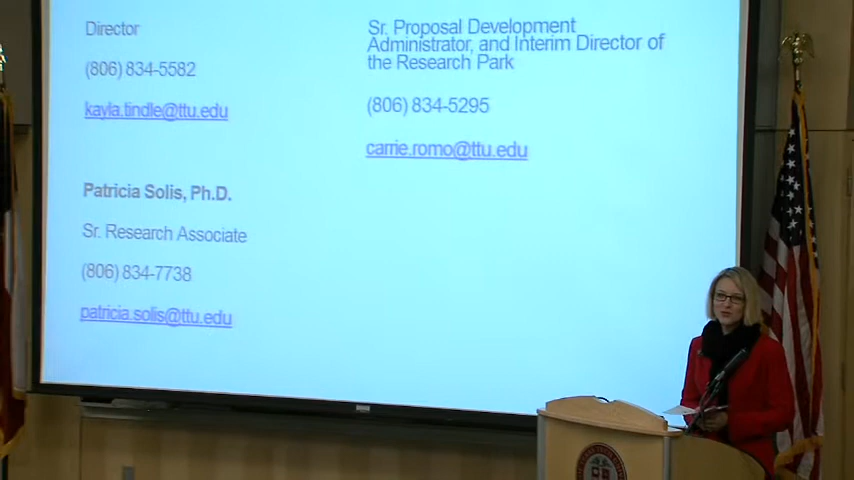 Director
(806) 834-5582
kayla.tindle@ttu.edu
Patricia Solis, Ph.D.
Sr. Research Associate
(806) 834-7738
patricia.solis@ttu.edu
Sr. Proposal Development
Administrator, and Interim Director of
the Research Park
(806) 834-5295
carrie.romo@ttu.edu